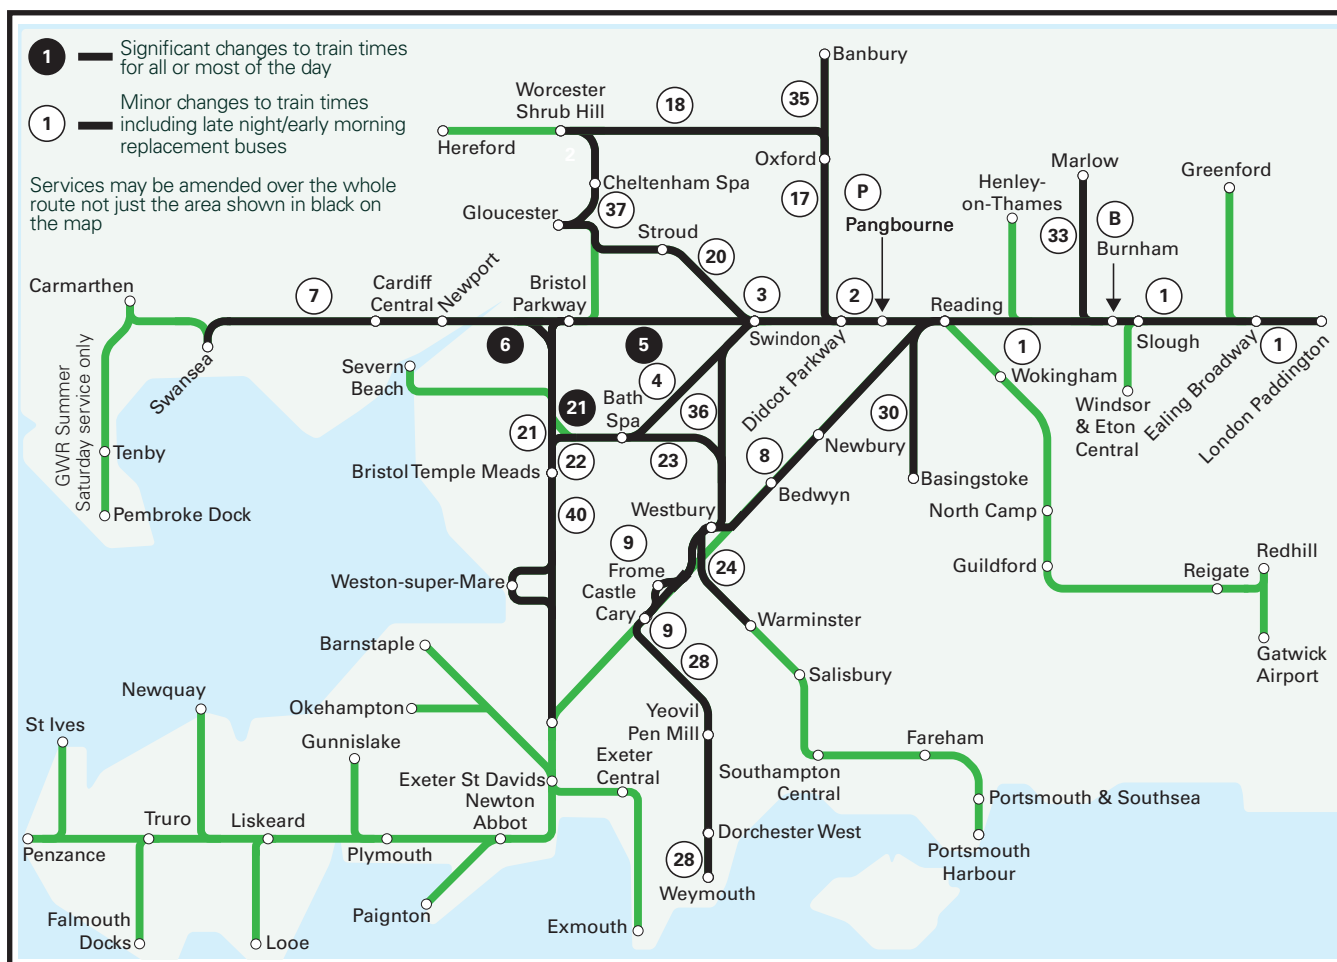 1
Significant changes to train times
for all or most of the day
1
Minor changes to train times
including late night/early morning
replacement buses
Services may be amended over the whole
route not just the area shown in black on
the map
Banbury
35
Worcester
Shrub Hill
18
Hereford
2
Oxford
Marlow
Greenford
Cheltenham Spa
17
P
Henley-
on-Thames
Gloucester
37
Stroud
Pangbourne
33
B
Burnham
20
Carmarthen
7
Cardiff
Central
Newport
Bristol
Parkway
3
2
Reading
1
Swindon
Slough
1
6
5
1
Swansea
Severn
Beach
4
Didcot Parkway
Wokingham
Ealing Broadway
London Paddington
GWR Summer
Saturday service only
21
Bath
Spa
36
30
Windsor
& Eton
Central
21
Newbury
Tenby
22
23
8
Bristol Temple Meads
Basingstoke
Bedwyn
Pembroke Dock
40
Westbury
North Camp
9
Redhill
Weston-super-Mare
Frome
24
Guildford
Reigate
Castle
Cary
9
Warminster
Barnstaple
28
Gatwick
Airport
Salisbury
Newquay
Okehampton
St Ives
Yeovil
Pen Mill
Gunnislake
Fareham
Exeter St Davids
Exeter
Central
Southampton
Central
Newton
Abbot
Portsmouth & Southsea
Truro
Liskeard
Dorchester West
Penzance
Plymouth
28
Portsmouth
Harbour
Weymouth
Falmouth
Docks
Paignton
Looe
Exmouth